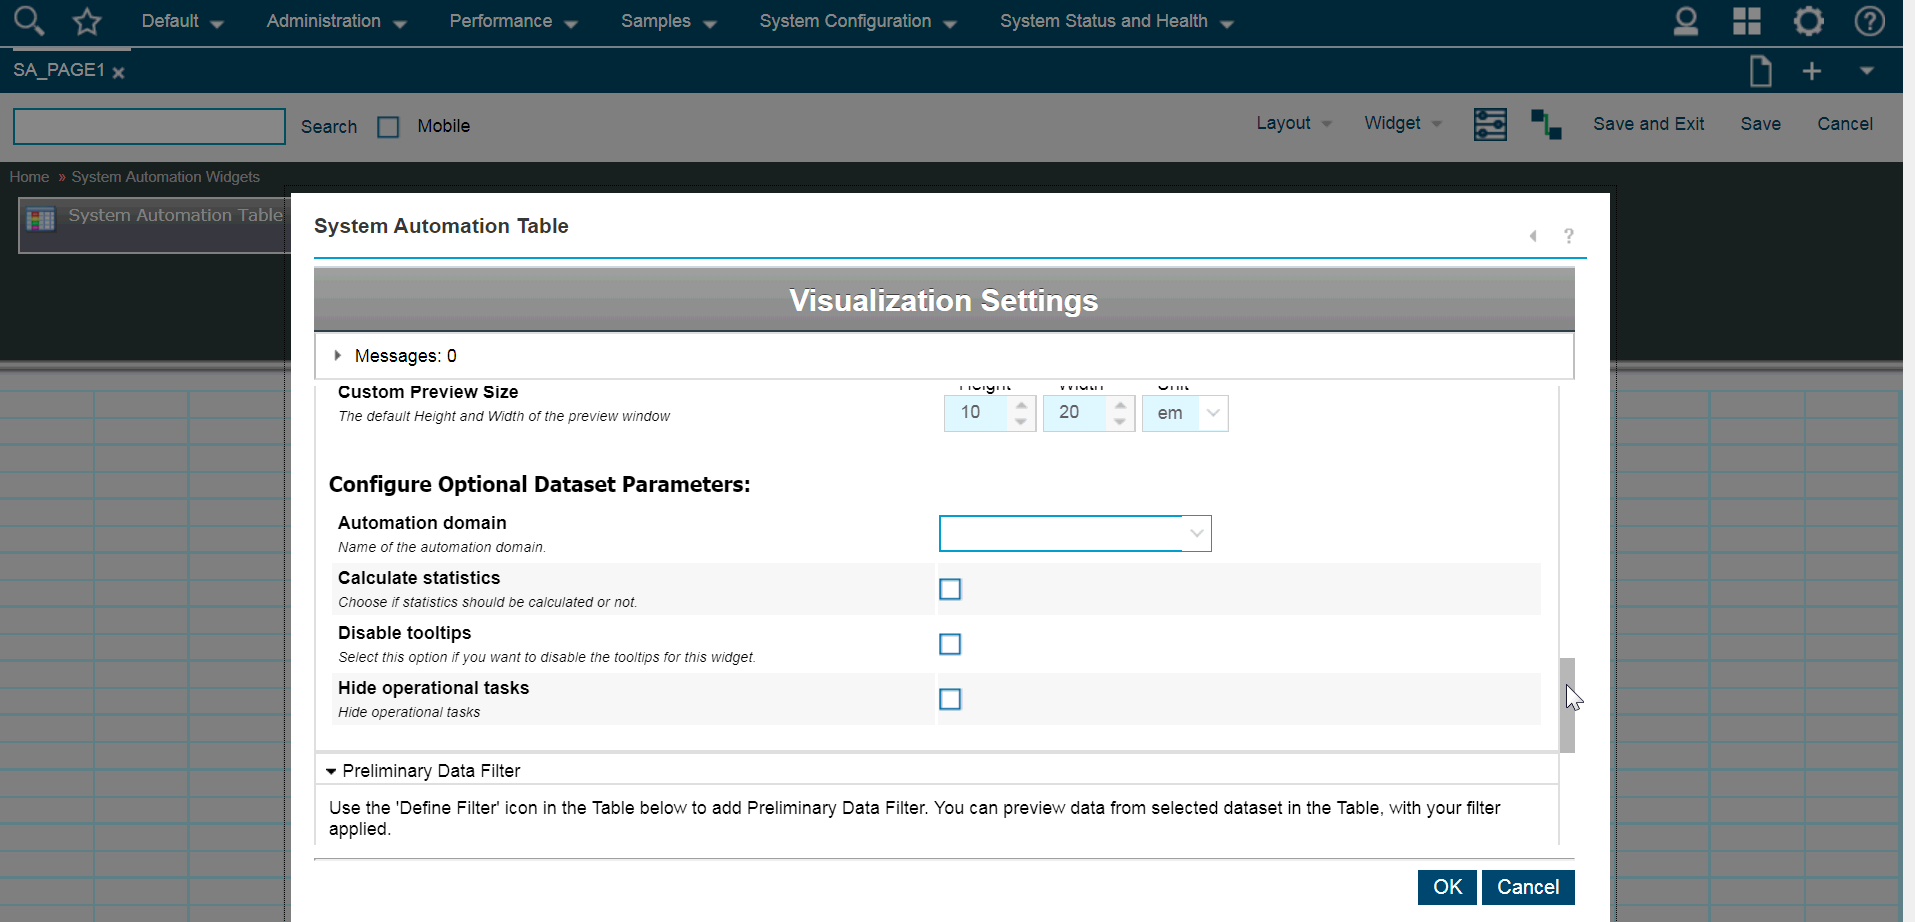 Default Administration Performance Samples System Configuration System Status and Health
SA_PAGE1
Search Mobile Layout Widget Save and Exit Save Cancel
Home » System Automation Widgets
System Automation Table
System Automation Table
?
Visualization Settings
Messages: 0
Height Width Unit
Custom Preview Size
The default Height and Width of the preview window
10 20 em
Configure Optional Dataset Parameters:
Automation domain
Name of the automation domain.
Calculate statistics
Choose if statistics should be calculated or not.
Disable tooltips
Select this option if you want to disable the tooltips for this widget.
Hide operational tasks
Hide operational tasks
Preliminary Data Filter
Use the 'Define Filter' icon in the Table below to add Preliminary Data Filter. You can preview data from selected dataset in the Table, with your filter
applied.
OK Cancel